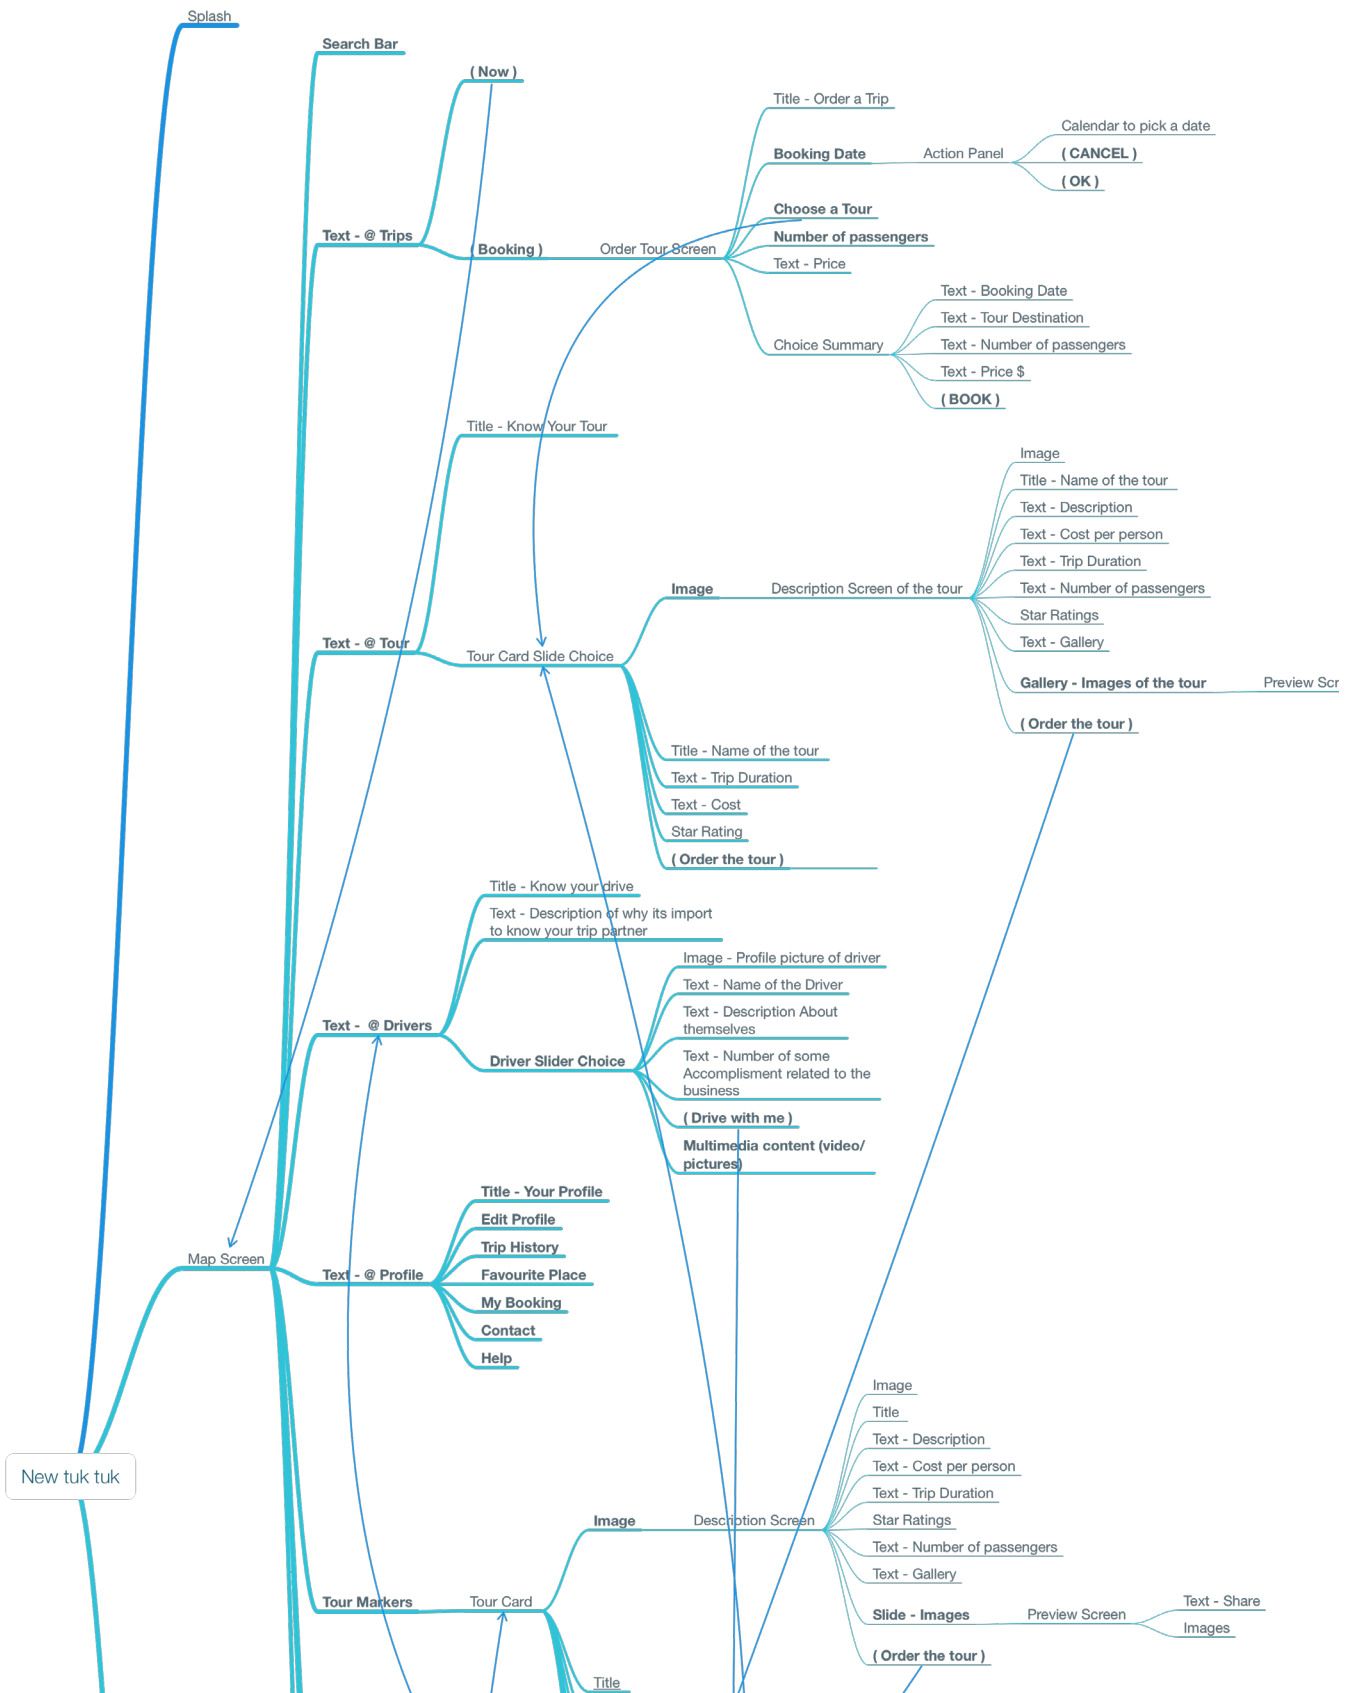 Splash
Search Bar
( Now )
Title - Order a Trip
Calendar to pick a date
Booking Date
Action Panel
( CANCEL )
( OK )
Choose a Tour
Text - @ Trips
Number of passengers
( Booking )
Order Tour Screen
Text - Price
Text - Booking Date
Text - Tour Destination
Choice Summary
Text - Number of passengers
Text - Price $
( BOOK )
Title - Know Your Tour
Image
Title - Name of the tour
Text - Description
Text - Cost per person
Text - Trip Duration
Image
Description Screen of the tour
Text - Number of passengers
Star Ratings
Text - @ Tour
Text - Gallery
Tour Card Slide Choice
Gallery - Images of the tour
Preview Scr
( Order the tour )
Title - Name of the tour
Text - Trip Duration
Text - Cost
Star Rating
( Order the tour )
Title - Know your drive
Text - Description of why its import
to know your trip partner
Image - Profile picture of driver
Text - Name of the Driver
Text - Description About
themselves
Text -  @ Drivers
Driver Slider Choice
Text - Number of some
Accomplisment related to the
business
( Drive with me )
Multimedia content (video/
pictures)
Title - Your Profile
Edit Profile
Trip History
Map Screen
Text - @ Profile
Favourite Place
My Booking
Contact
Help
Image
Title
Text - Description
Text - Cost per person
New tuk tuk
Text - Trip Duration
Image
Description Screen
Star Ratings
Text - Number of passengers
Text - Gallery
Tour Markers
Tour Card
Slide - Images
Preview Screen
Text - Share
Images
( Order the tour )
Title